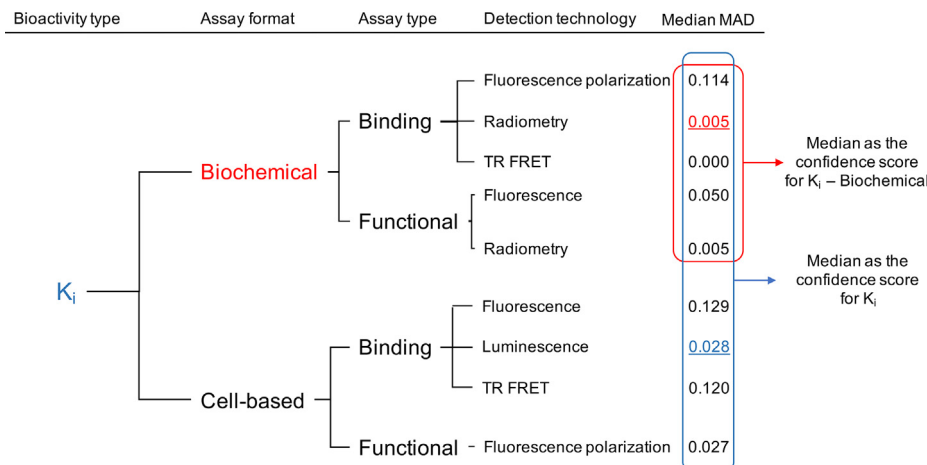 Bioactivity type Assay format Assay type Detection technology Median MAD
Fluorescence polarization 0.114
Binding Radiometry 0.005
TR FRET 0.000
Biochemical
Fluorescence 0.050
Functional
Radiometry 0.005
Median as the
confidence score
for Ki – Biochemical
Median as the
confidence score
for Ki
Ki
Fluorescence 0.129
Binding Luminescence 0.028
TR FRET 0.120
Cell-based
Functional Fluorescence polarization 0.027